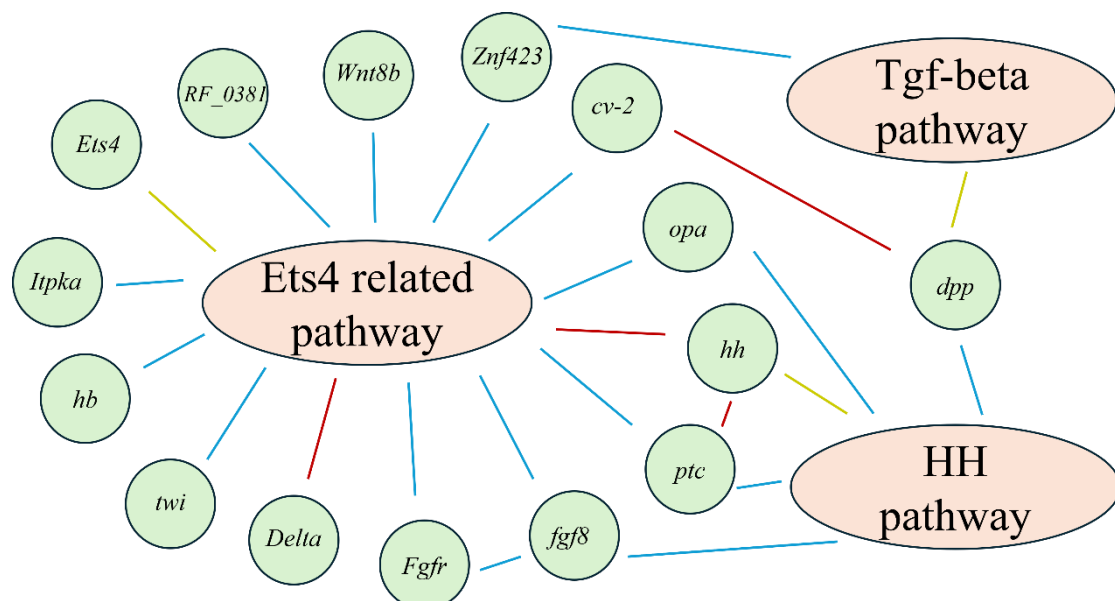 Znf423
Wnt8b
RF_0381
cv-2
Tgf-beta
pathway
Ets4
opa
Itpka
Ets4 related
pathway
dpp
hh
hb
ptc
HH
pathway
twi
Delta
Fgfr
fgf8